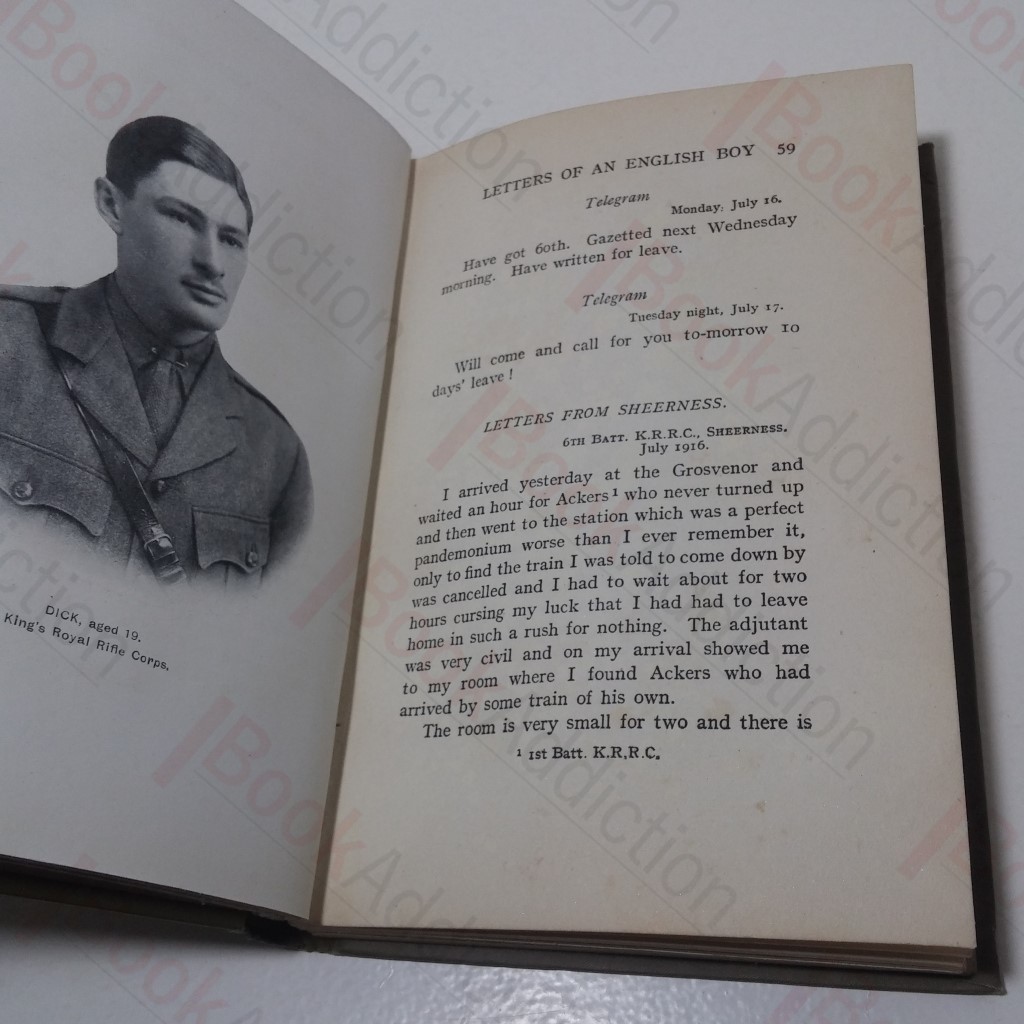 DICK, aged 19.
King's Royal Rifle Corps.
LETTERS OF AN ENGLISH BOY 59
Telegram
Monday, July 16.
Have got 60th. Gazetted next Wednesday
morning. Have written for leave.
Telegram
Tuesday night, July 17.
Will come and call for you to-morrow 10
days' leave !
LETTERS FROM SHEERNESS.
6TH BATT. K.R.R.C., SHEERNESS.
July 1916.
I arrived yesterday at the Grosvenor and
waited an hour for Ackers¹ who never turned up
and then went to the station which was a perfect
pandemonium worse than I ever remember it,
only to find the train I was told to come down by
was cancelled and I had to wait about for two
hours cursing my luck that I had had to leave
home in such a rush for nothing. The adjutant
was very civil and on my arrival showed me
to my room where I found Ackers who had
arrived by some train of his own.
The room is very small for two and there is
¹ 1st Batt. K.R.R.C.
BookAddiction